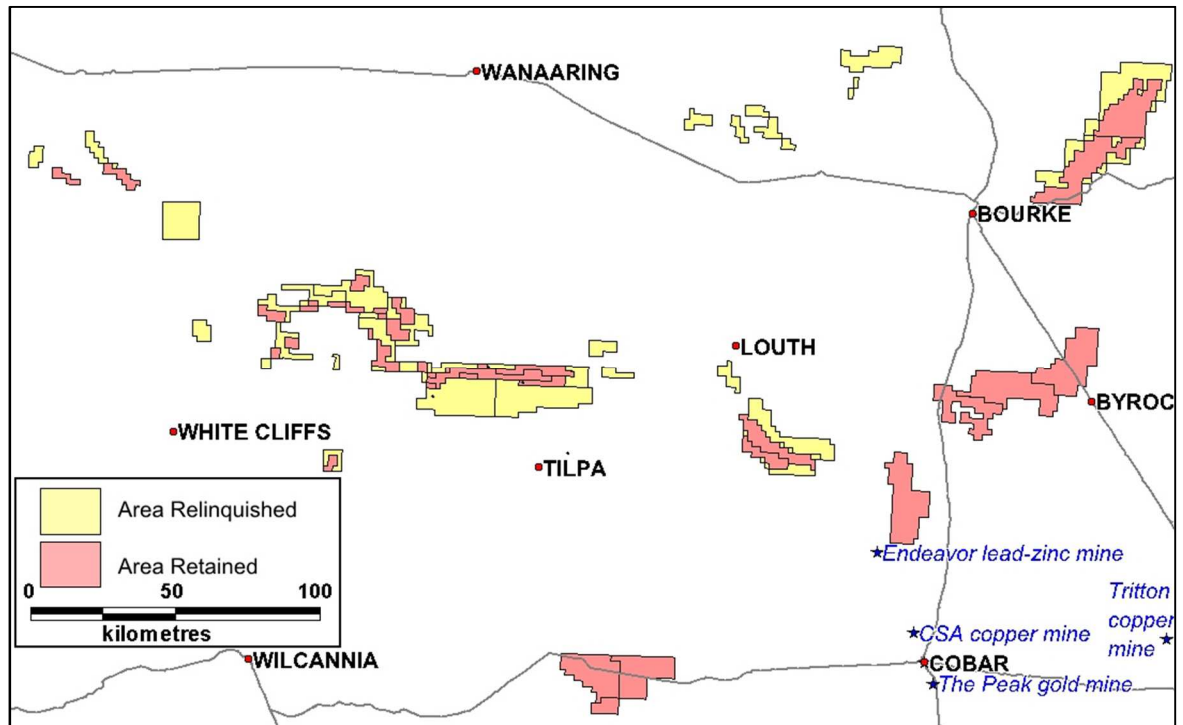 WANAARING
BOURKE
LOUTH
BYROC
WHITE CLIFFS
TILPA
Area Relinquished
Area Retained
0 50 100
kilometres
Endeavor lead-zinc mine
Tritton
copper
mine
CSA copper mine
WILCANNIA
COBAR
The Peak gold mine